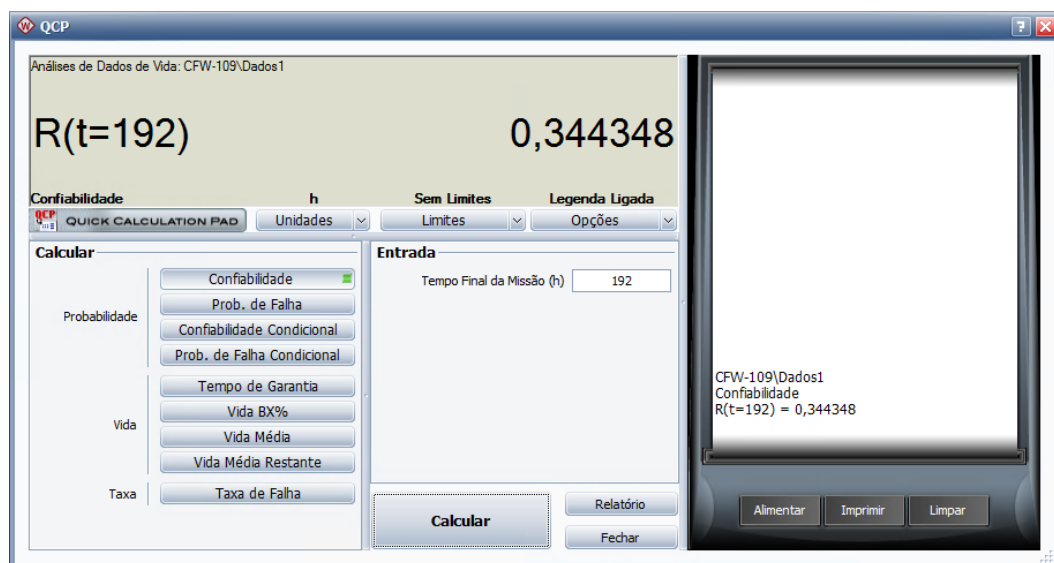 QCP
Análises de Dados de Vida: CFW-109\Dados1
R(t=192) 0,344348
Confiabilidade h Sem Limites Legenda Ligada
QCP QUICK CALCULATION PAD Unidades Limites Opções
Calcular
Probabilidade
Confiabilidade
Prob. de Falha
Confiabilidade Condicional
Prob. de Falha Condicional
Vida
Tempo de Garantia
Vida BX%
Vida Média
Vida Média Restante
Taxa
Taxa de Falha
Entrada
Tempo Final da Missão (h) 192
Calcular
Relatório
Fechar
CFW-109\Dados1
Confiabilidade
R(t=192) = 0,344348
Alimentar Imprimir Limpar